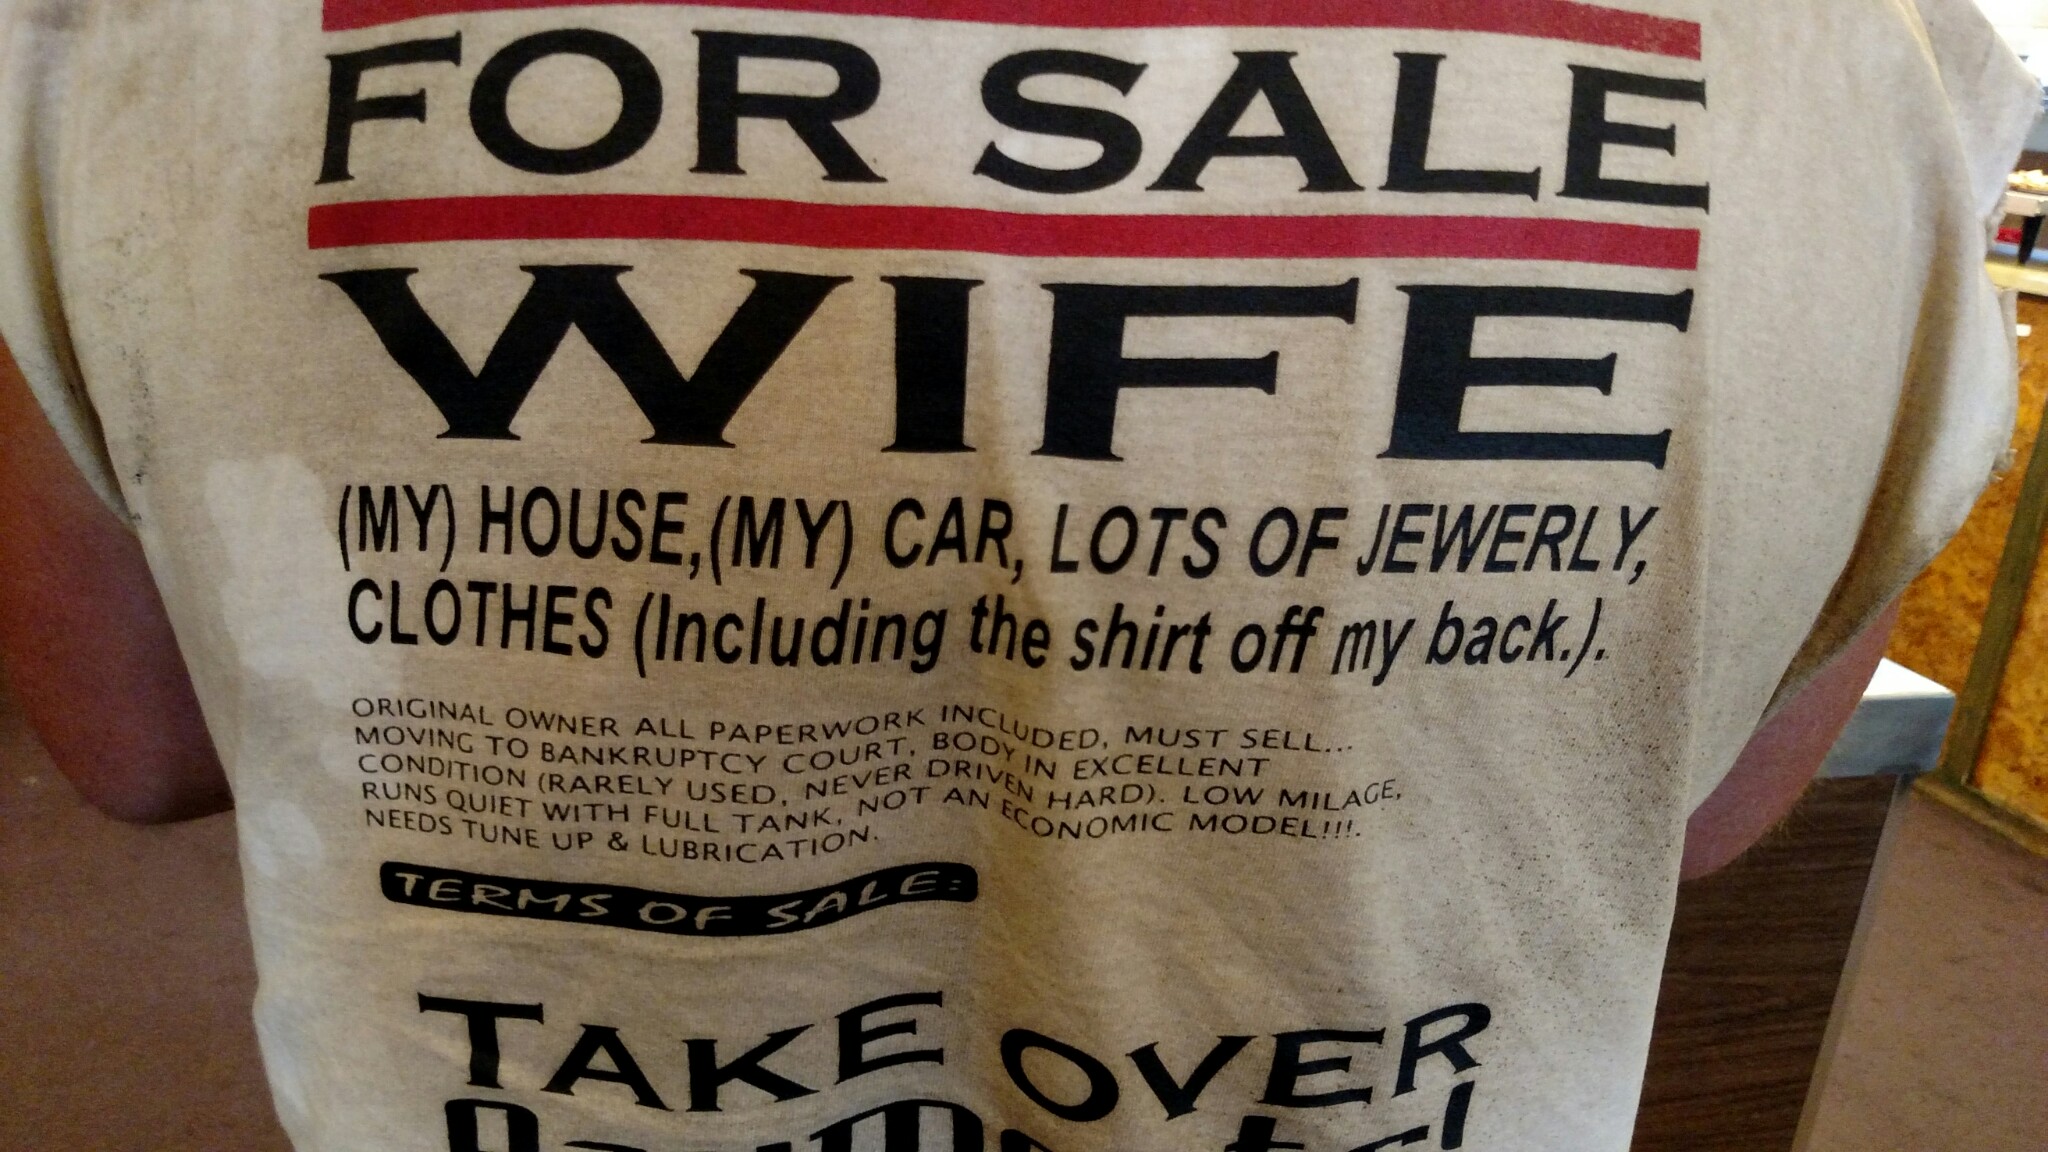 FOR SALE
WIFE
(MY) HOUSE,(MY) CAR, LOTS OF JEWERLY,
CLOTHES (Including the shirt off my back.).
ORIGINAL OWNER ALL PAPERWORK INCLUDED, MUST SELL...
MOVING TO BANKRUPTCY COURT, BODY IN EXCELLENT
CONDITION (RARELY USED, NEVER DRIVEN HARD). LOW MILAGE,
RUNS QUIET WITH FULL TANK, NOT AN ECONOMIC MODEL!!!.
NEEDS TUNE UP & LUBRICATION.
TERMS OF SALE:
TAKE OVER